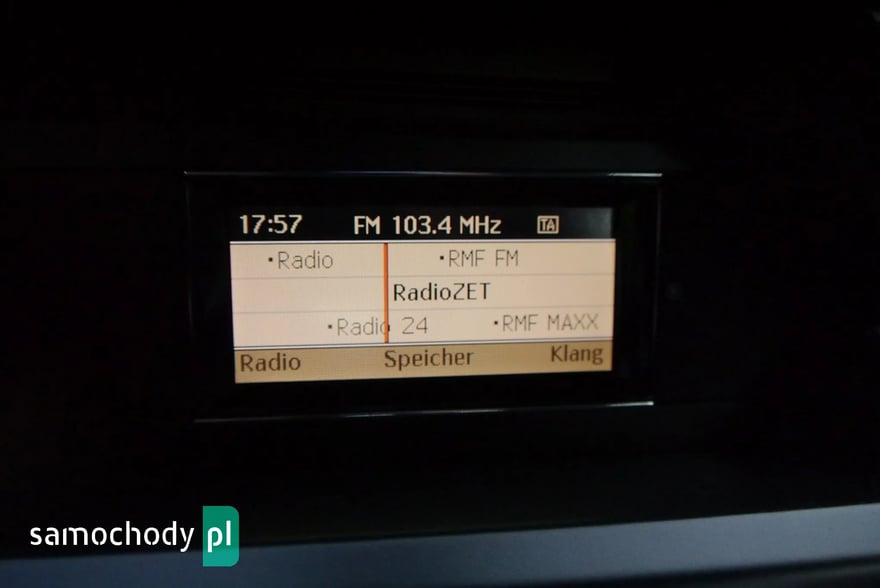 17:57 FM 103.4 MHz TA
•Radio •RMF FM
RadioZET
•Radio 24 •RMF MAXX
Radio Speicher Klang
samochody pl